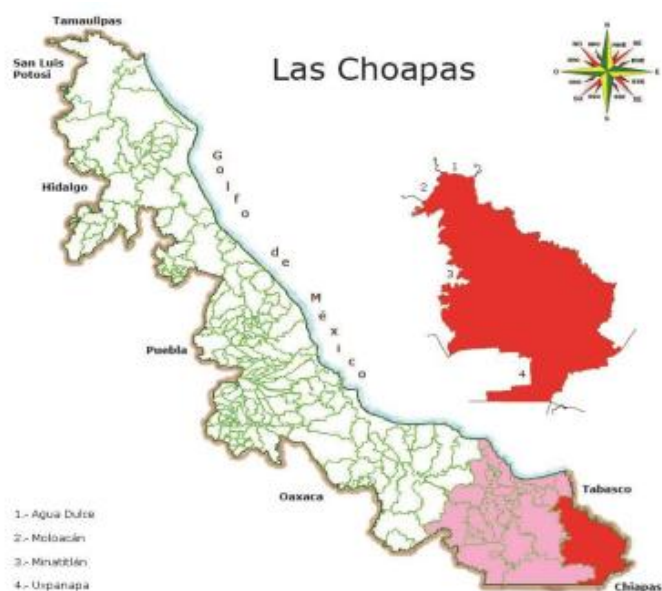 Tamaulipas
San Luis
Potosí
Las Choapas
N
O
E
S
Hidalgo
Golfo de México
1
2
2
3
4
Puebla
Oaxaca
Tabasco
Chiapas
1.- Agua Dulce
2.- Moloacán
3.- Minatitlán
4.- Uxpanapa